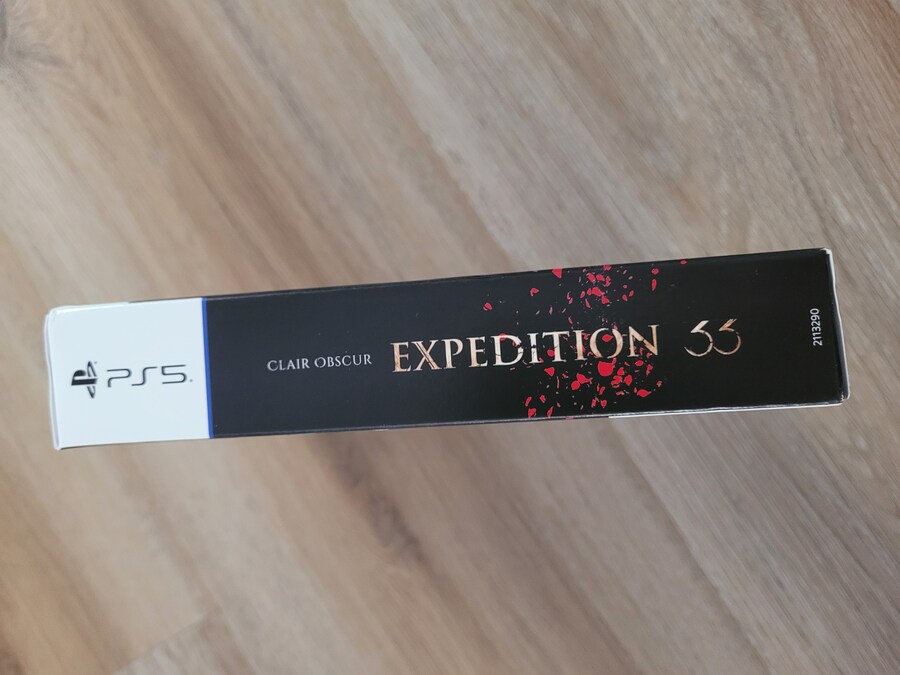 PS5
CLAIR OBSCUR
EXPEDITION 33
2113290